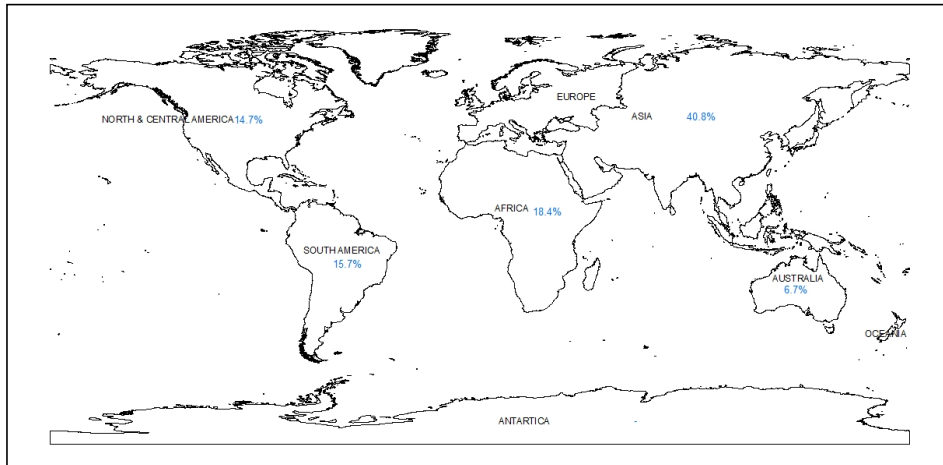 EUROPE
NORTH & CENTRAL AMERICA 14.7%
ASIA 40.8%
AFRICA 18.4%
SOUTH AMERICA
15.7%
AUSTRALIA
6.7%
OCEANIA
ANTARTICA